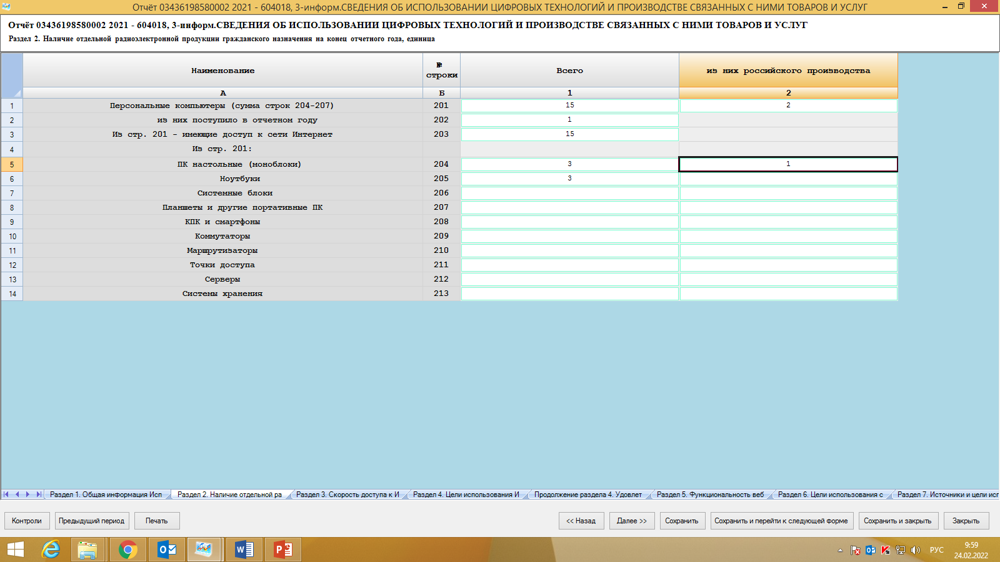 Отчёт 03436198580002 2021 - 604018, 3-информ.СВЕДЕНИЯ ОБ ИСПОЛЬЗОВАНИИ ЦИФРОВЫХ ТЕХНОЛОГИЙ И ПРОИЗВОДСТВЕ СВЯЗАННЫХ С НИМИ ТОВАРОВ И УСЛУГ
Отчёт 03436198580002 2021 - 604018, 3-информ.СВЕДЕНИЯ ОБ ИСПОЛЬЗОВАНИИ ЦИФРОВЫХ ТЕХНОЛОГИЙ И ПРОИЗВОДСТВЕ СВЯЗАННЫХ С НИМИ ТОВАРОВ И УСЛУГ
Раздел 2. Наличие отдельной радиоэлектронной продукции гражданского назначения на конец отчетного года, единица
Наименование № строки Всего из них российского производства
А Б 1 2
1 Персональные компьютеры (сумма строк 204-207) 201 15 2
2 из них поступило в отчетном году 202 1
3 Из стр. 201 - имеющие доступ к сети Интернет 203 15
4 Из стр. 201:
5 ПК настольные (моноблоки) 204 3 1
6 Ноутбуки 205 3
7 Системные блоки 206
8 Планшеты и другие портативные ПК 207
9 КПК и смартфоны 208
10 Коммутаторы 209
11 Маршрутизаторы 210
12 Точки доступа 211
13 Серверы 212
14 Системы хранения 213
Раздел 1. Общая информация Исп Раздел 2. Наличие отдельной ра Раздел 3. Скорость доступа к И Раздел 4. Цели использования И Продолжение раздела 4. Удовлет Раздел 5. Функциональность веб Раздел 6. Цели использования с Раздел 7. Источники и цели исп
Контроли Предыдущий период Печать << Назад Далее >> Сохранить Сохранить и перейти к следующей форме Сохранить и закрыть Закрыть
РУС 9:59
24.02.2022